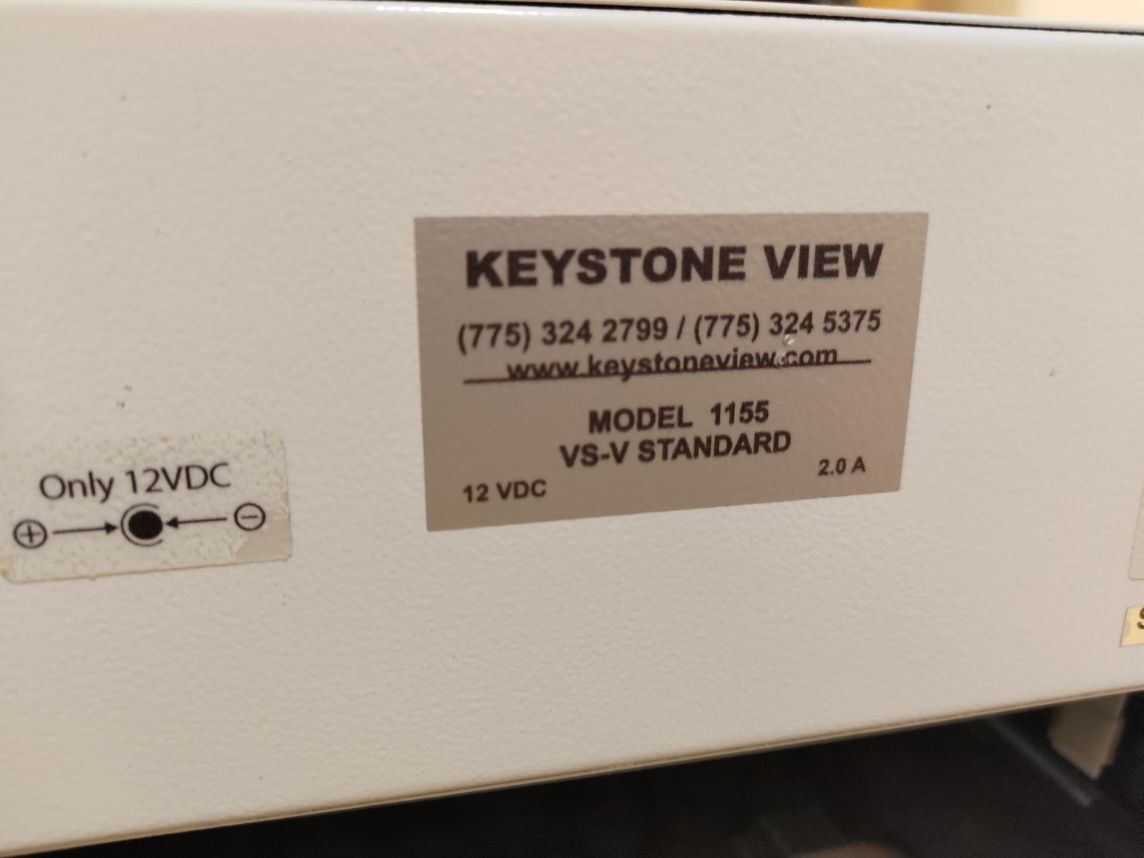 KEYSTONE VIEW
(775) 324 2799 / (775) 324 5375
www.keystoneview.com
MODEL 1155
VS-V STANDARD
12 VDC 2.0 A
Only 12VDC